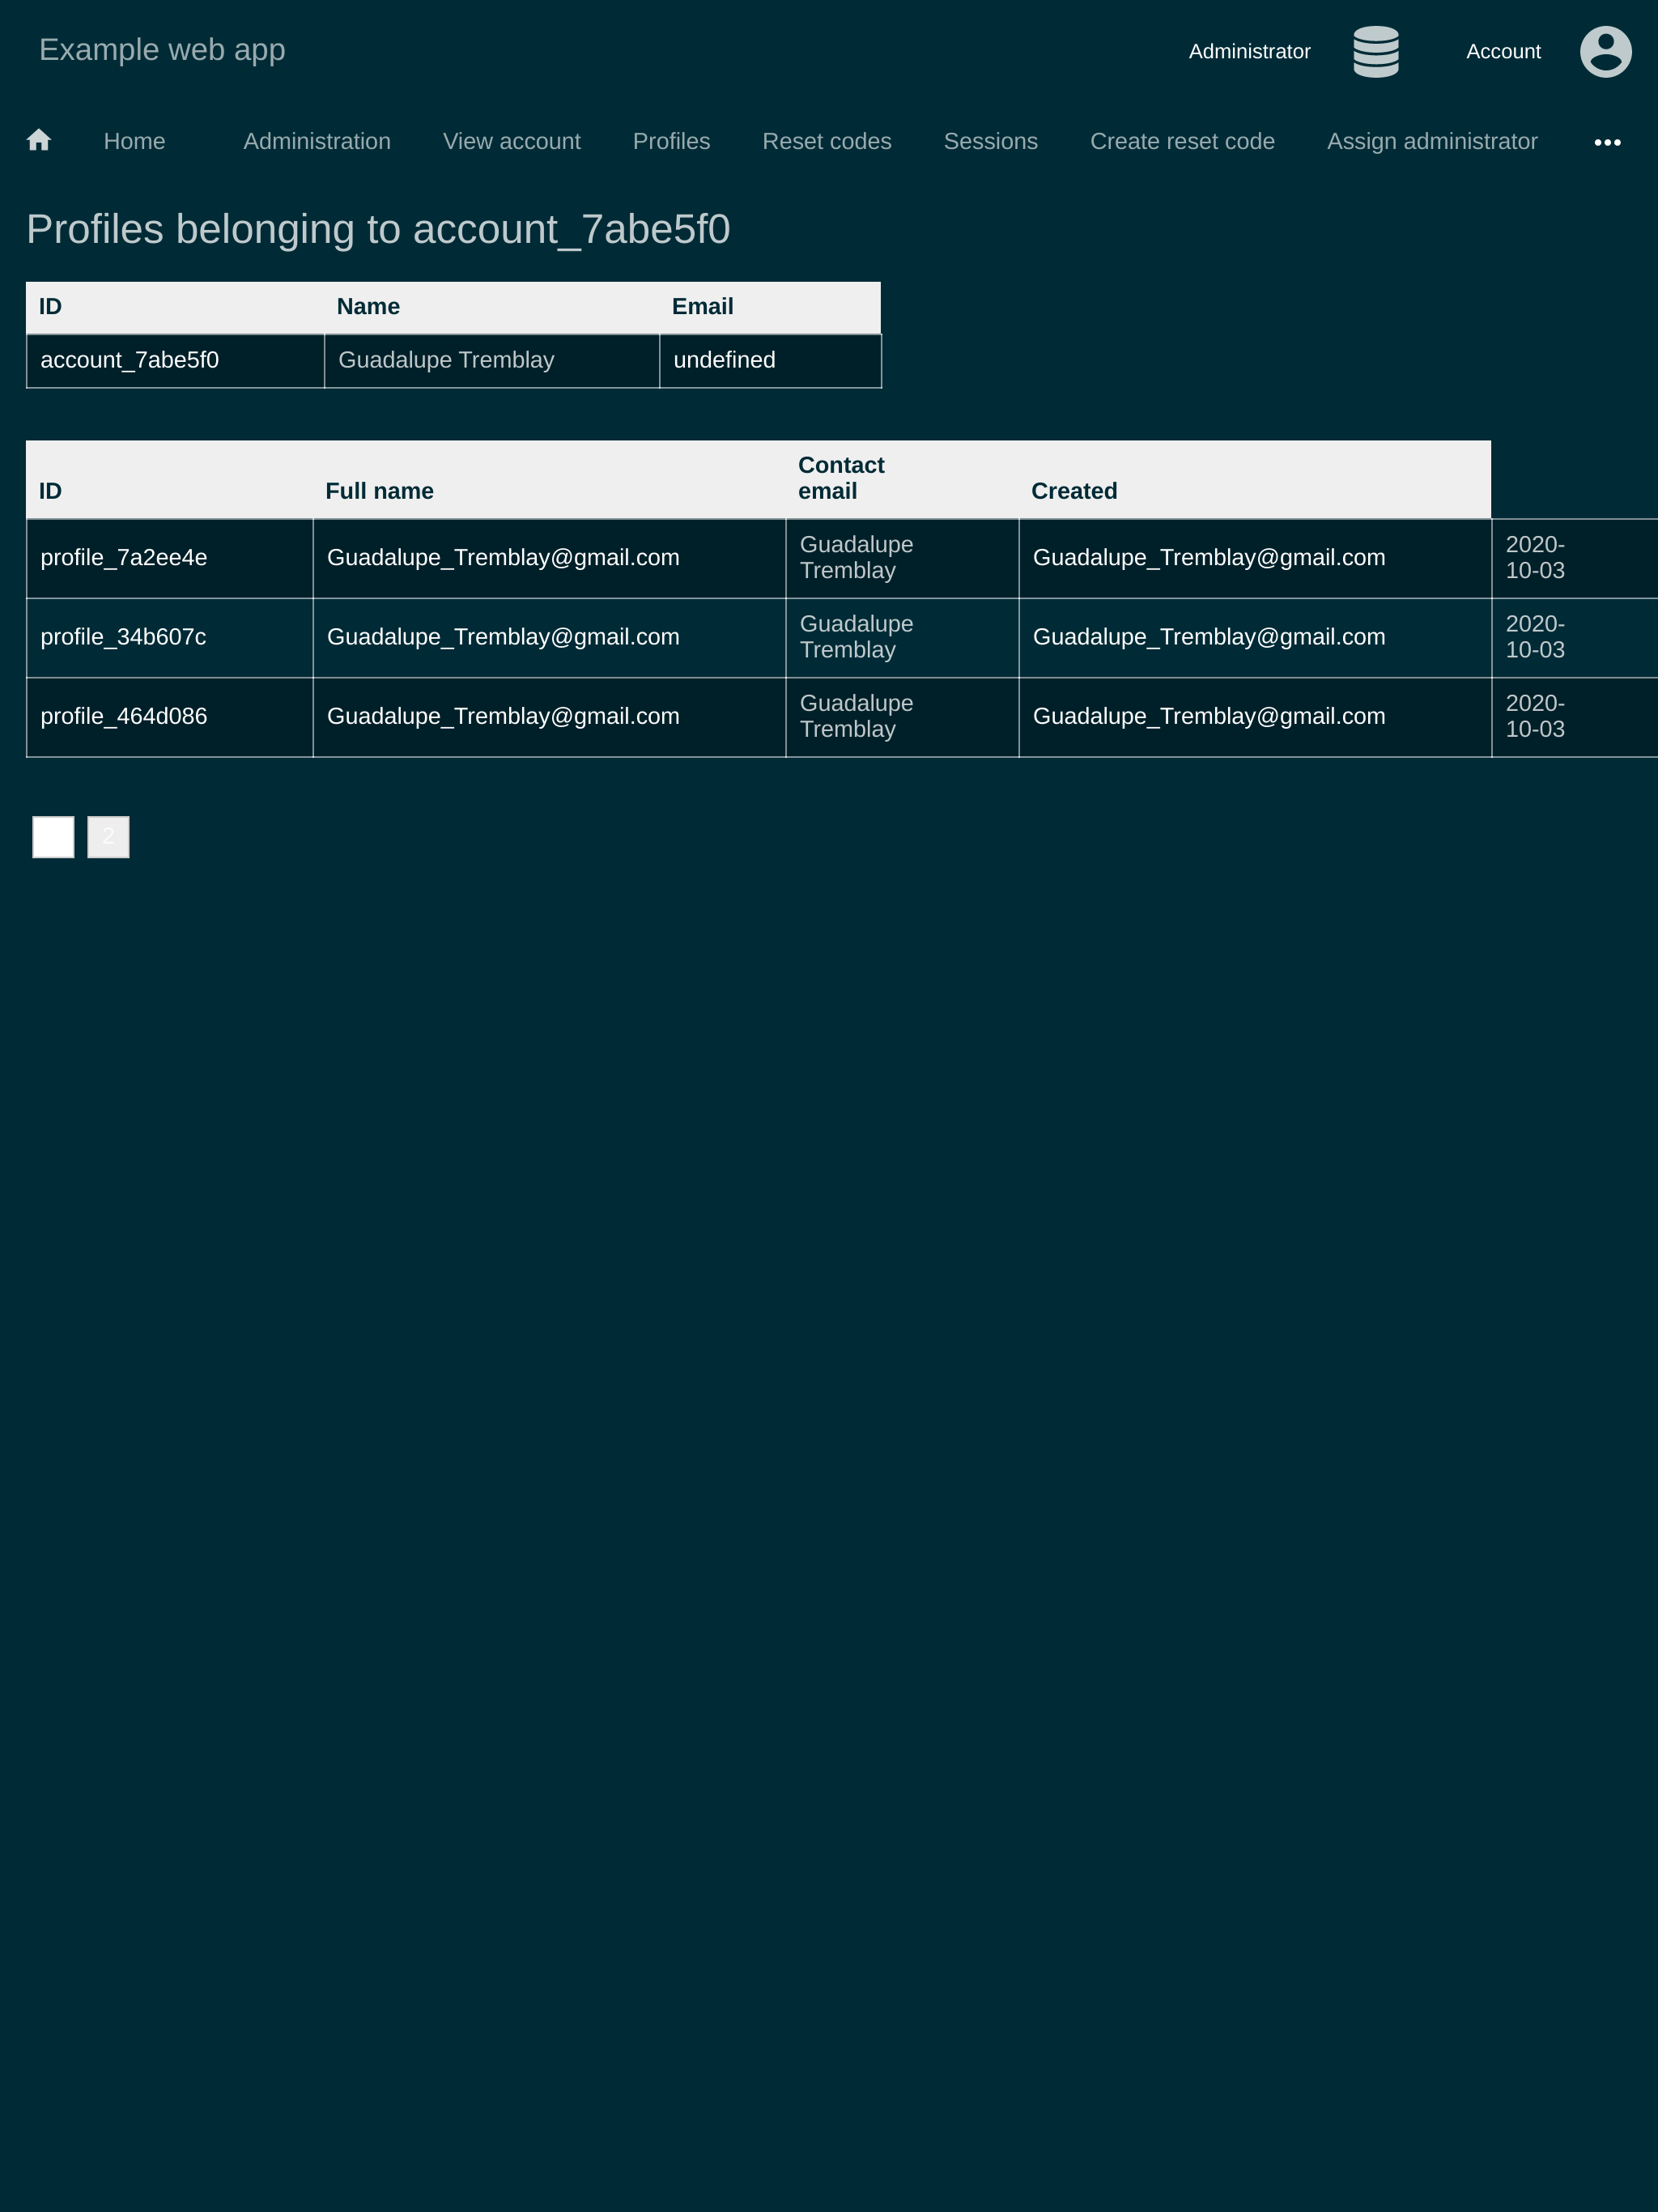 Example web app
Administrator
Account
Home Administration View account Profiles Reset codes Sessions Create reset code Assign administrator
Profiles belonging to account_7abe5f0
ID Name Email
account_7abe5f0 Guadalupe Tremblay undefined
ID Full name Contact email Created
profile_7a2ee4e Guadalupe_Tremblay@gmail.com Guadalupe Tremblay Guadalupe_Tremblay@gmail.com 2020-10-03
profile_34b607c Guadalupe_Tremblay@gmail.com Guadalupe Tremblay Guadalupe_Tremblay@gmail.com 2020-10-03
profile_464d086 Guadalupe_Tremblay@gmail.com Guadalupe Tremblay Guadalupe_Tremblay@gmail.com 2020-10-03
2